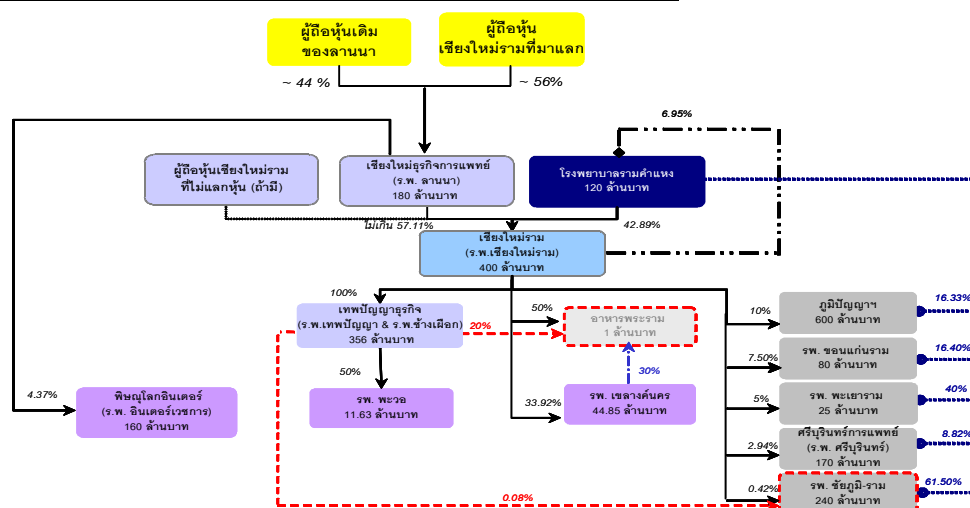 ผู้ถือหุ้นเดิม
ของลานนา
ผู้ถือหุ้น
เชียงใหม่รามที่มาแลก
~ 44 %
~ 56%
6.95%
ผู้ถือหุ้นเชียงใหม่ราม
ที่ไม่แลกหุ้น (ถ้ามี)
เชียงใหม่ธุรกิจการแพทย์
(ร.พ. ลานนา)
180 ล้านบาท
โรงพยาบาลรามคำแหง
120 ล้านบาท
ไม่เกิน 57.11%
42.89%
เชียงใหม่ราม
(ร.พ.เชียงใหม่ราม)
400 ล้านบาท
100%
เทพปัญญาธุรกิจ
(ร.พ.เทพปัญญา & ร.พ.ช้างเผือก)
356 ล้านบาท
20%
50%
อาหารพระราม
1 ล้านบาท
10%
ภูมิปัญญาฯ
600 ล้านบาท
16.33%
7.50%
รพ. ขอนแก่นราม
80 ล้านบาท
16.40%
50%
30%
4.37%
พิษณุโลกอินเตอร์
(ร.พ. อินเตอร์เวชการ)
160 ล้านบาท
รพ. พะวอ
11.63 ล้านบาท
33.92%
รพ. เขลางค์นคร
44.85 ล้านบาท
5%
รพ. พะเยาราม
25 ล้านบาท
40%
2.94%
ศรีบุรินทร์การแพทย์
(ร.พ. ศรีบุรินทร์)
170 ล้านบาท
8.82%
0.08%
0.42%
รพ. ชัยภูมิ-ราม
240 ล้านบาท
61.50%